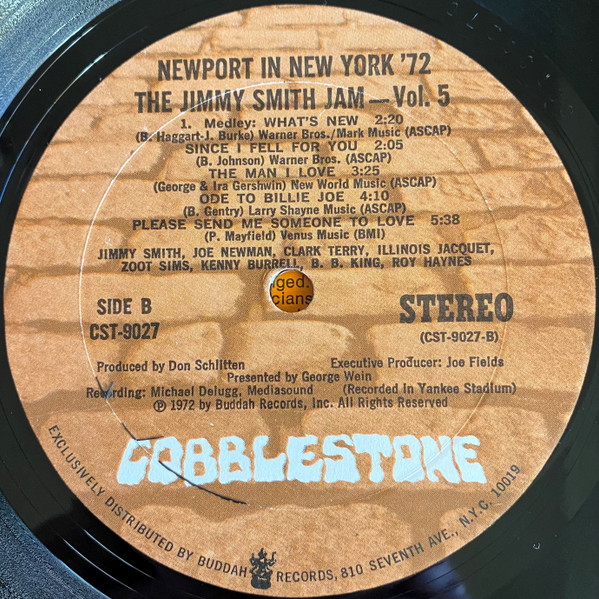 NEWPORT IN NEW YORK '72
THE JIMMY SMITH JAM—Vol. 5
1. Medley: WHAT'S NEW 2:20
(B. Haggart-J. Burke) Warner Bros./Mark Music (ASCAP)
SINCE I FELL FOR YOU 2:05
(B. Johnson) Warner Bros. (ASCAP)
THE MAN I LOVE 3:25
(George & Ira Gershwin) New World Music (ASCAP)
ODE TO BILLIE JOE 4:10
(B. Gentry) Larry Shayne Music (ASCAP)
PLEASE SEND ME SOMEONE TO LOVE 5:38
(P. Mayfield) Venus Music (BMI)
JIMMY SMITH, JOE NEWMAN, CLARK TERRY, ILLINOIS JACQUET,
ZOOT SIMS, KENNY BURRELL, B. B. KING, ROY HAYNES
ged.
cians
SIDE B
CST-9027
STEREO
(CST-9027-B)
Produced by Don Schlitten Executive Producer: Joe Fields
Presented by George Wein
Recording: Michael Delugg, Mediasound (Recorded in Yankee Stadium)
℗ 1972 by Buddah Records, Inc. All Rights Reserved
COBBLESTONE
EXCLUSIVELY DISTRIBUTED BY BUDDAH RECORDS, 810 SEVENTH AVE., N.Y.C. 10019